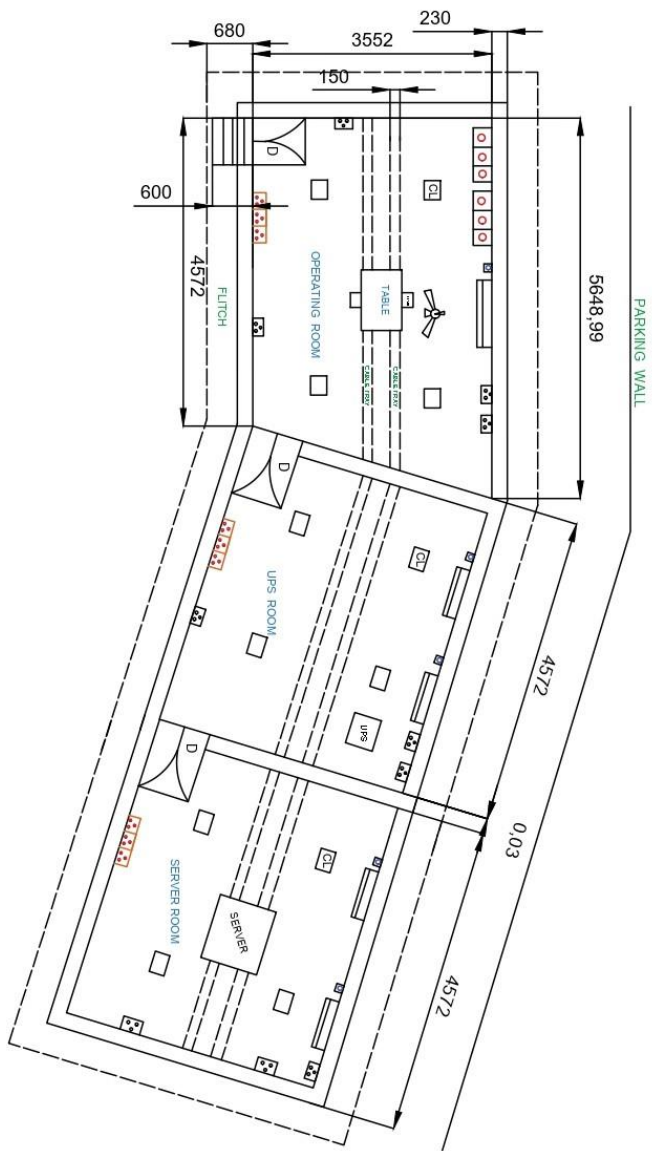 680
3552
230
150
600
4572
5648,99
PARKING WALL
D
CL
OPERATING ROOM
TABLE
FLITCH
CABLE TRAY
CABLE TRAY
D
CL
UPS ROOM
UPS
4572
0,03
D
CL
SERVER ROOM
SERVER
4572